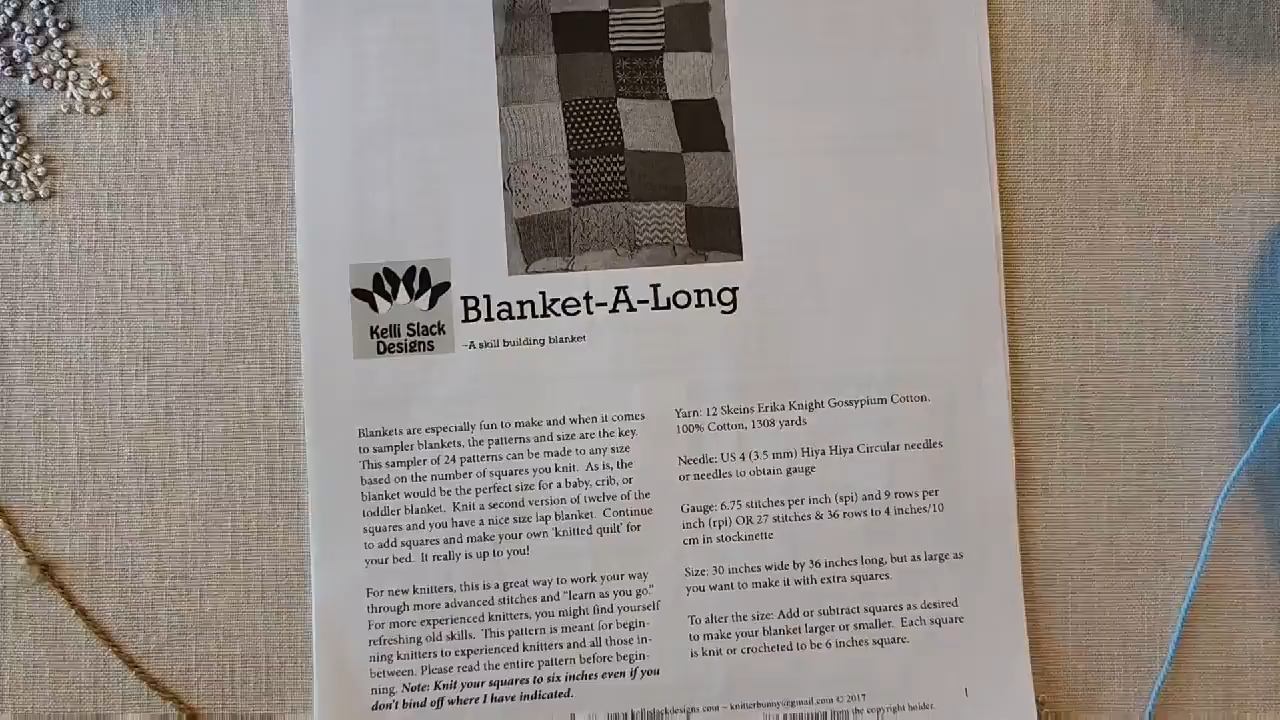 Kelli Slack
Designs
Blanket-A-Long
~A skill building blanket
Blankets are especially fun to make and when it comes
to sampler blankets, the patterns and size are the key.
This sampler of 24 patterns can be made to any size
based on the number of squares you knit. As is, the
blanket would be the perfect size for a baby, crib, or
toddler blanket. Knit a second version of twelve of the
squares and you have a nice size lap blanket. Continue
to add squares and make your own 'knitted quilt' for
your bed. It really is up to you!
For new knitters, this is a great way to work your way
through more advanced stitches and "learn as you go."
For more experienced knitters, you might find yourself
refreshing old skills. This pattern is meant for begin-
ning knitters to experienced knitters and all those in-
between. Please read the entire pattern before begin-
ning. Note: Knit your squares to six inches even if you
don't bind off where I have indicated.
Yarn: 12 Skeins Erika Knight Gossypium Cotton,
100% Cotton, 1308 yards
Needle: US 4 (3.5 mm) Hiya Hiya Circular needles
or needles to obtain gauge
Gauge: 6.75 stitches per inch (spi) and 9 rows per
inch (rpi) OR 27 stitches & 36 rows to 4 inches/10
cm in stockinette
Size: 30 inches wide by 36 inches long, but as large as
you want to make it with extra squares.
To alter the size: Add or subtract squares as desired
to make your blanket larger or smaller. Each square
is knit or crocheted to be 6 inches square.
kellislackdesigns.com ~ knitterbunny@gmail.com © 2017
1
from the copyright holder.